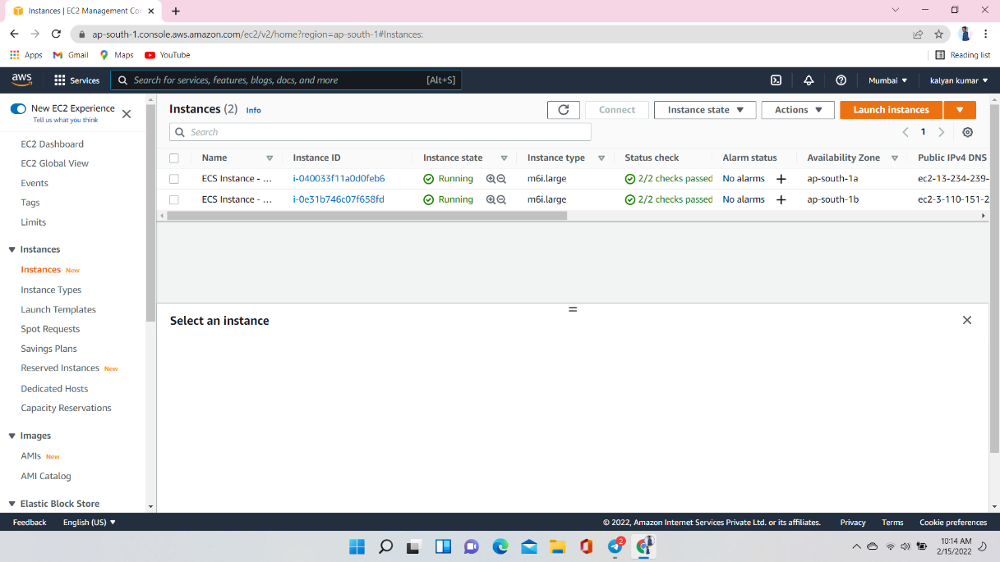 Instances | EC2 Management Co
ap-south-1.console.aws.amazon.com/ec2/v2/home?region=ap-south-1#Instances:
Apps Gmail Maps YouTube Reading list
aws Services Search for services, features, blogs, docs, and more [Alt+S] Mumbai ▼ kalyan kumar ▼
New EC2 Experience
Tell us what you think
EC2 Dashboard
EC2 Global View
Events
Tags
Limits
Instances
Instances New
Instance Types
Launch Templates
Spot Requests
Savings Plans
Reserved Instances New
Dedicated Hosts
Capacity Reservations
Images
AMIs New
AMI Catalog
Elastic Block Store
Instances (2) Info Connect Instance state ▼ Actions ▼ Launch instances ▼
Search 1
Name Instance ID Instance state Instance type Status check Alarm status Availability Zone Public IPv4 DNS
ECS Instance - ... i-040033f11a0d0feb6 Running m6i.large 2/2 checks passed No alarms + ap-south-1a ec2-13-234-239-
ECS Instance - ... i-0e31b746c07f658fd Running m6i.large 2/2 checks passed No alarms + ap-south-1b ec2-3-110-151-2
Select an instance
Feedback English (US) ▼ © 2022, Amazon Internet Services Private Ltd. or its affiliates. Privacy Terms Cookie preferences
2
10:14 AM
2/15/2022